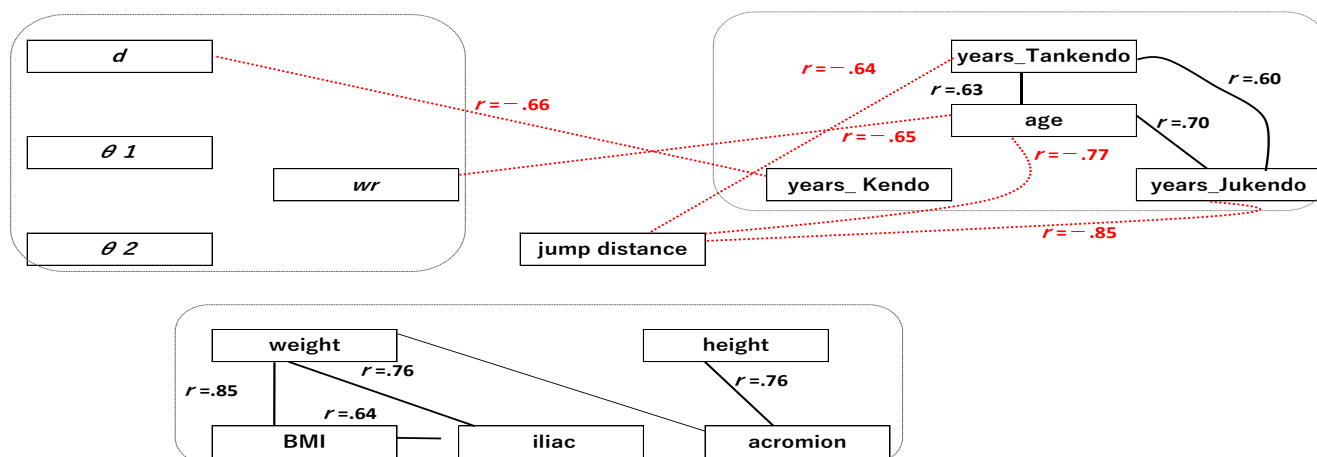 d
years_Tankendo
r=－.64
r=.63
r=.60
r=－.66
age
r=.70
r=－.65
r=－.77
θ 1
wr
years_ Kendo
years_Jukendo
r=－.85
θ 2
jump distance
weight
height
r=.76
r=.76
r=.85
r=.64
BMI
iliac
acromion